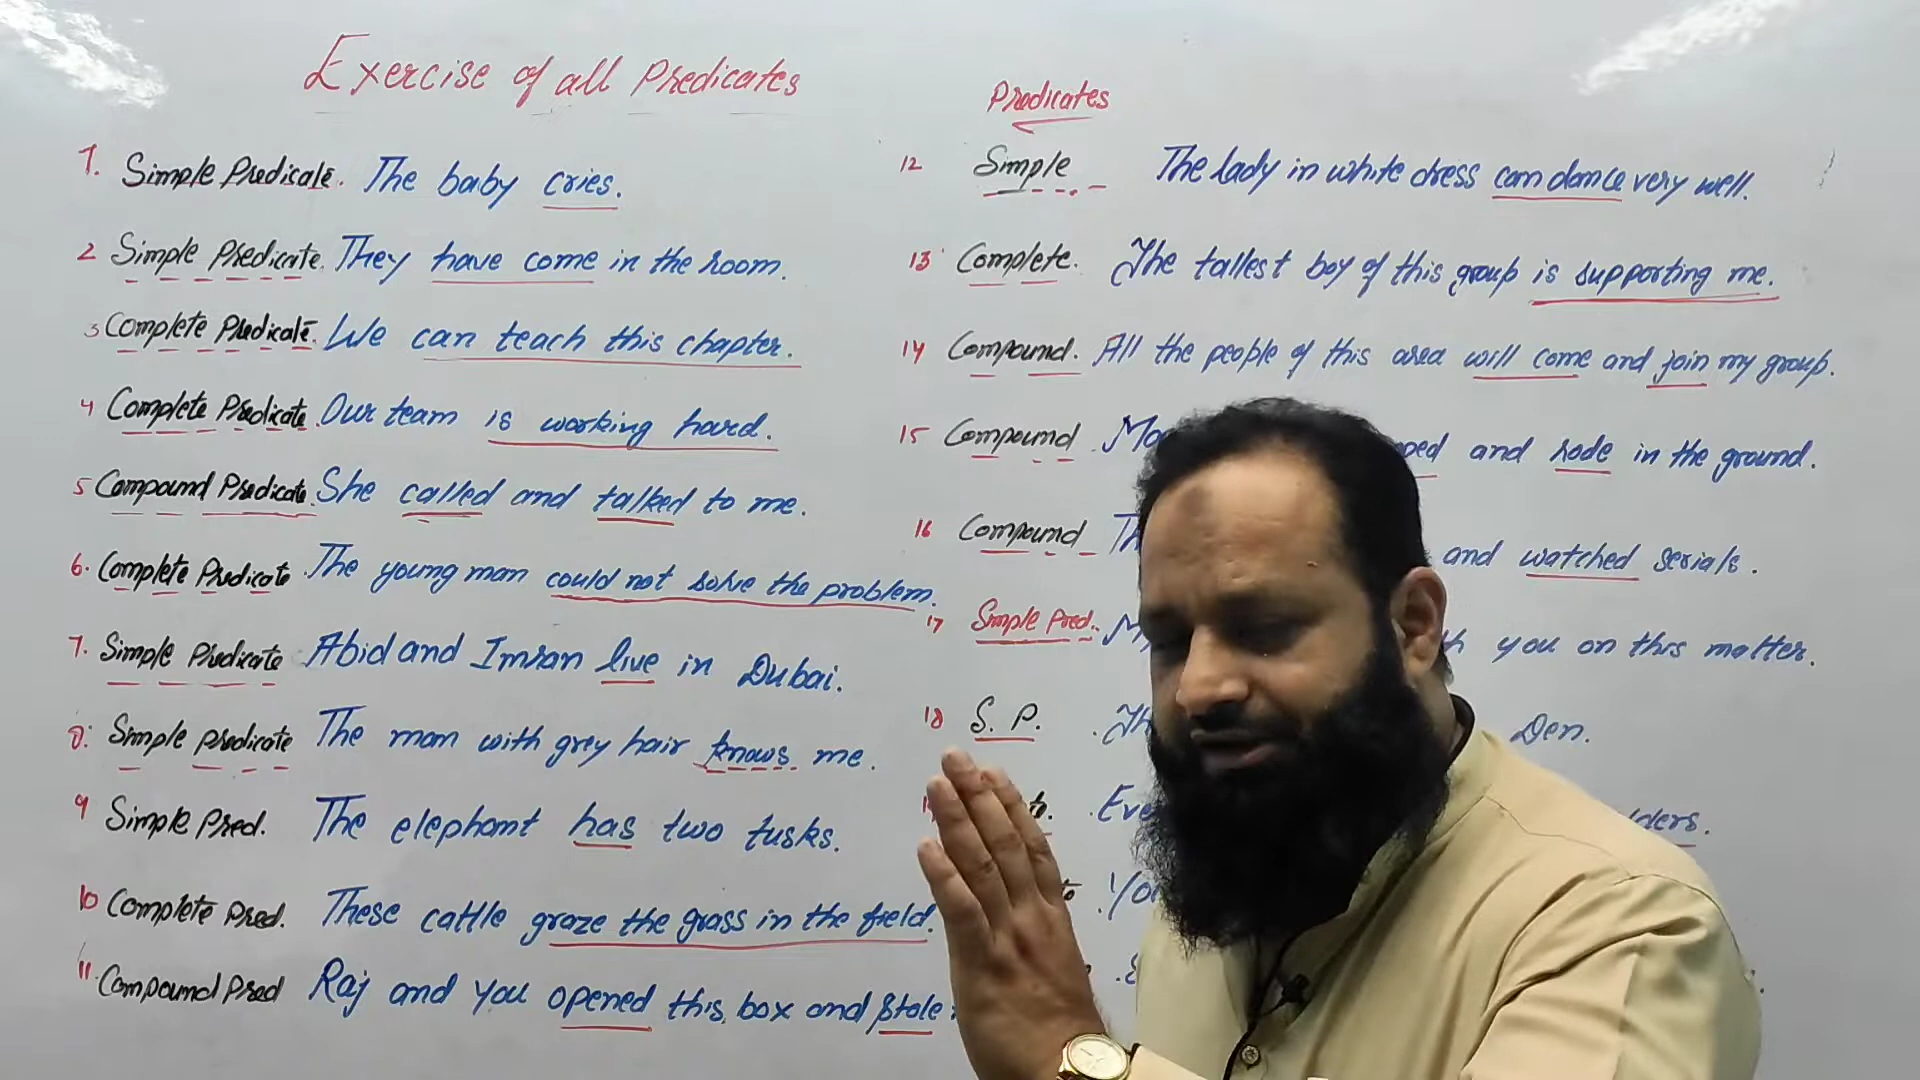 Exercise of all Predicates
1. Simple Predicate. The baby cries.
2 Simple Predicate. They have come in the room.
3 Complete Predicate. We can teach this chapter.
4 Complete Predicate. Our team is working hard.
5 Compound Predicate. She called and talked to me.
6. Complete Predicate. The young man could not solve the problem.
7. Simple Predicate Abid and Imran live in Dubai.
8. Simple predicate The man with grey hair knows me.
9 Simple Pred. The elephant has two tusks.
10 Complete Pred. These cattle graze the grass in the field.
11. Compound Pred Raj and you opened this box and stole
Predicates
12 Simple The lady in white dress can dance very well.
13 Complete. The tallest boy of this group is supporting me.
14 Compound. All the people of this area will come and join my group.
15 Compound. and rode in the ground.
16 Compound and watched serials.
17 Simple Pred. you on this matter.
18 S. P. Den.